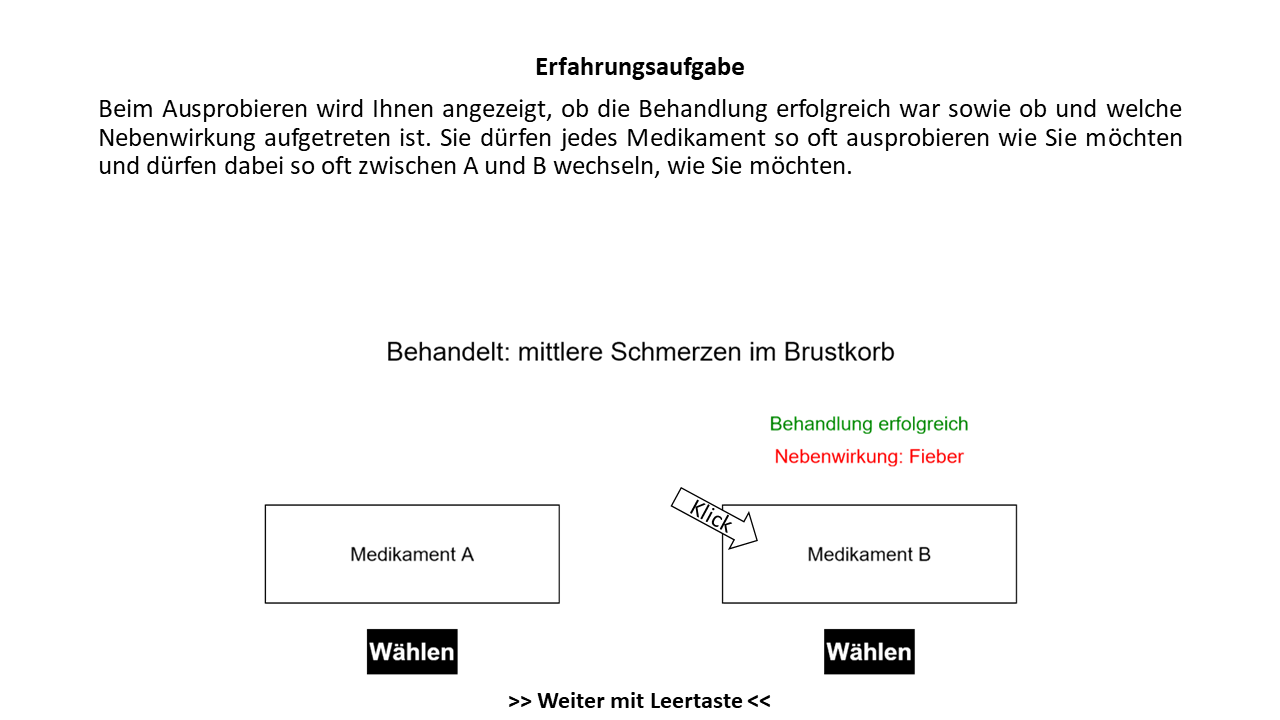 Erfahrungsaufgabe
Beim Ausprobieren wird Ihnen angezeigt, ob die Behandlung erfolgreich war sowie ob und welche
Nebenwirkung aufgetreten ist. Sie dürfen jedes Medikament so oft ausprobieren wie Sie möchten
und dürfen dabei so oft zwischen A und B wechseln, wie Sie möchten.
Behandelt: mittlere Schmerzen im Brustkorb
Behandlung erfolgreich
Nebenwirkung: Fieber
Klick
Medikament A
Medikament B
Wählen
Wählen
>> Weiter mit Leertaste <<